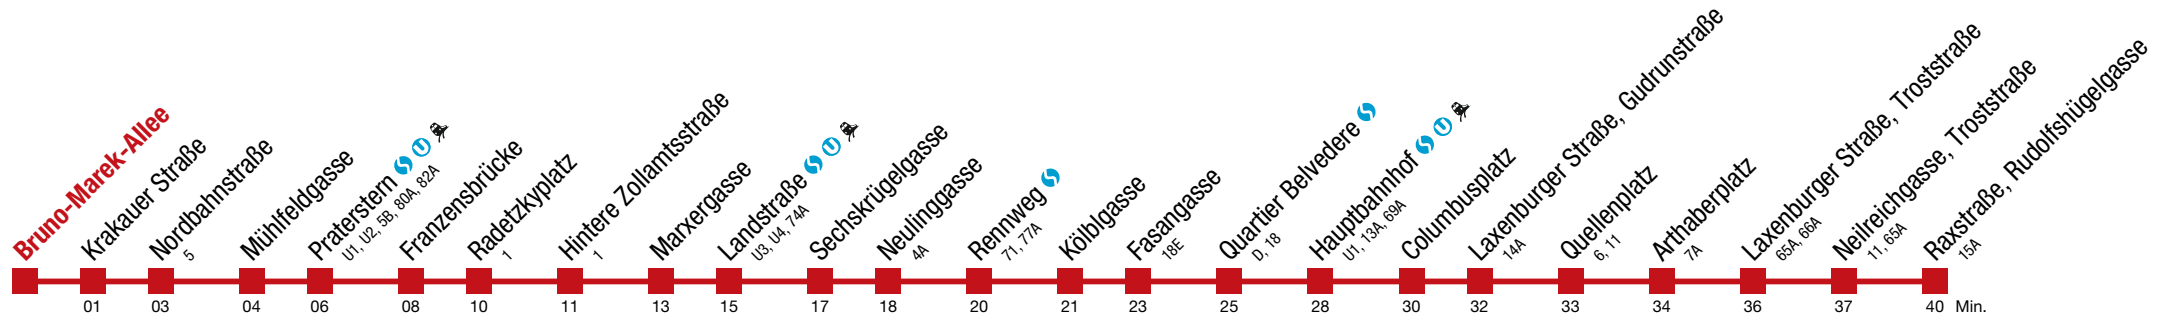 Bruno-Marek-Allee
Krakauer Straße
01
Nordbahnstraße
5
03
Mühlfeldgasse
04
Praterstern S U
U1, U2, 5B, 80A, 82A
06
Franzensbrücke
08
Radetzkyplatz
1
10
Hintere Zollamtsstraße
1
11
Marxergasse
13
Landstraße S U
U3, U4, 74A
15
Sechskrügelgasse
17
Neulinggasse
4A
18
Rennweg S
71, 77A
20
Kölblgasse
21
Fasangasse
18E
23
Quartier Belvedere S
D, 18
25
Hauptbahnhof S U
U1, 13A, 69A
28
Columbusplatz
30
Laxenburger Straße, Gudrunstraße
14A
32
Quellenplatz
6, 11
33
Arthaberplatz
7A
34
Laxenburger Straße, Troststraße
65A, 66A
36
Neilreichgasse, Troststraße
11, 65A
37
Raxstraße, Rudolfshügelgasse
15A
40 Min.